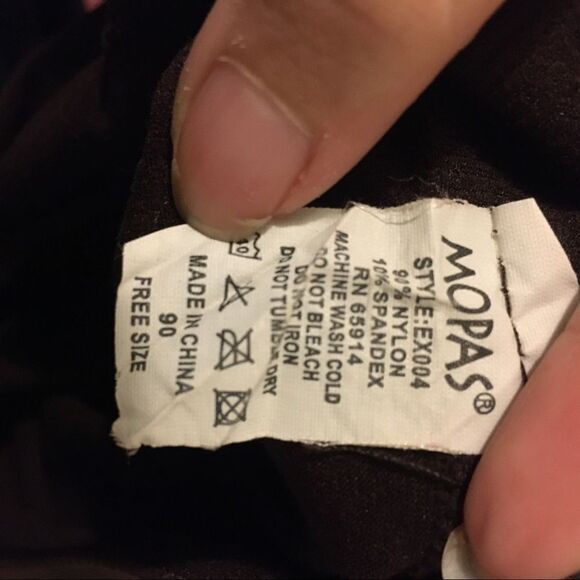 MOPAS®
STYLE:EX004
90% NYLON
10% SPANDEX
RN 65914
MACHINE WASH COLD
DO NOT BLEACH
DO NOT IRON
DO NOT TUMBLE DRY
MADE IN CHINA
90
FREE SIZE